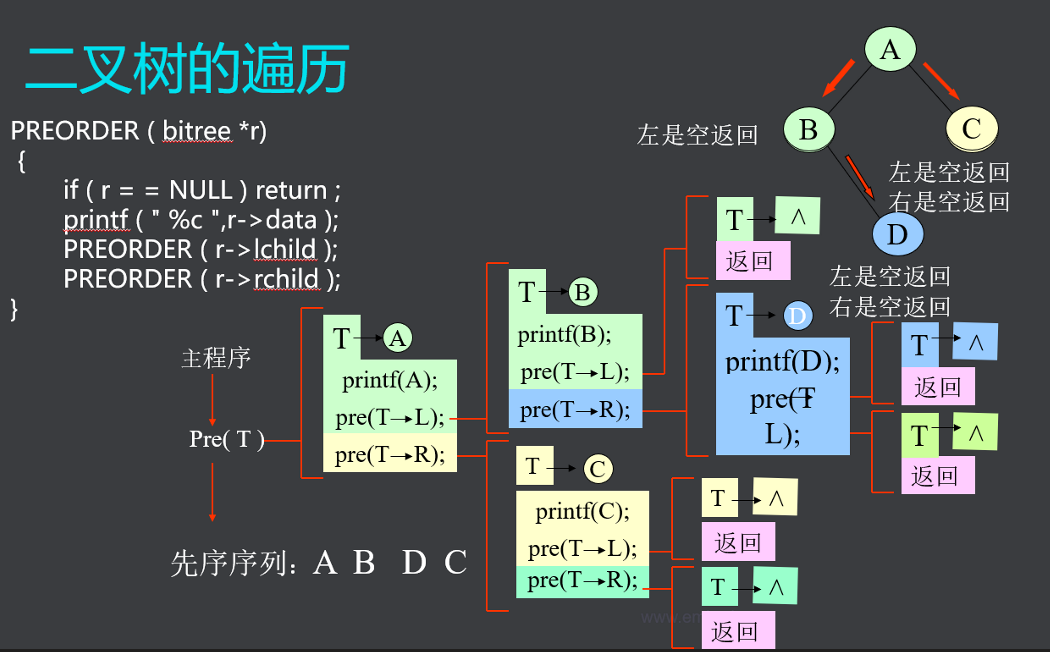 二叉树的遍历
PREORDER ( bitree *r)
{
if ( r = = NULL ) return ;
printf ( " %c ",r->data );
PREORDER ( r->lchild );
PREORDER ( r->rchild );
}
A
B
C
D
左是空返回
左是空返回
右是空返回
左是空返回
右是空返回
主程序
Pre( T )
T A
printf(A);
pre(T→L);
pre(T→R);
T B
printf(B);
pre(T→L);
pre(T→R);
T ∧
返回
T D
printf(D);
pre(T→
L);
T ∧
返回
T ∧
返回
T C
printf(C);
pre(T→L);
pre(T→R);
T ∧
返回
T ∧
返回
先序序列: A B D C